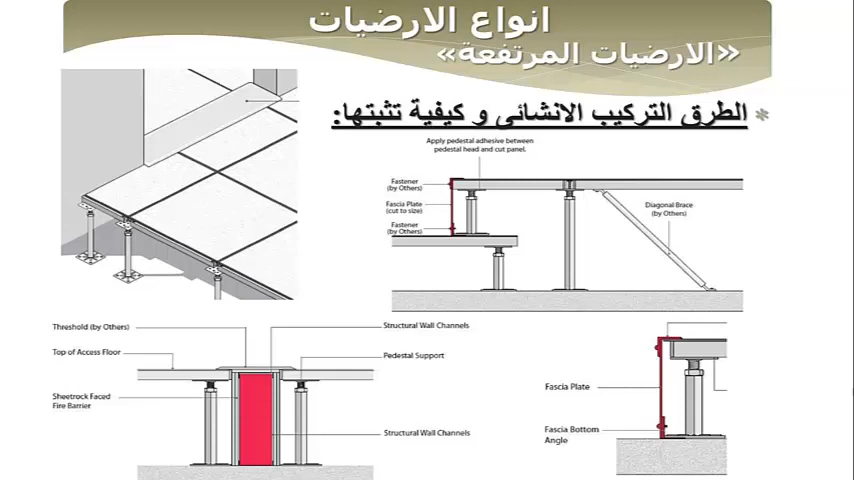 انواع الارضيات
«الارضيات المرتفعة»
الطرق التركيب الانشائى و كيفية تثبتها:
Apply pedestal adhesive between
pedestal head and cut panel.
Fastener
(by Others)
Fascia Plate
(cut to size)
Fastener
(by Others)
Diagonal Brace
(by Others)
Threshold (by Others)
Top of Access Floor
Sheetrock Faced
Fire Barrier
Structural Wall Channels
Pedestal Support
Structural Wall Channels
Fascia Plate
Fascia Bottom
Angle